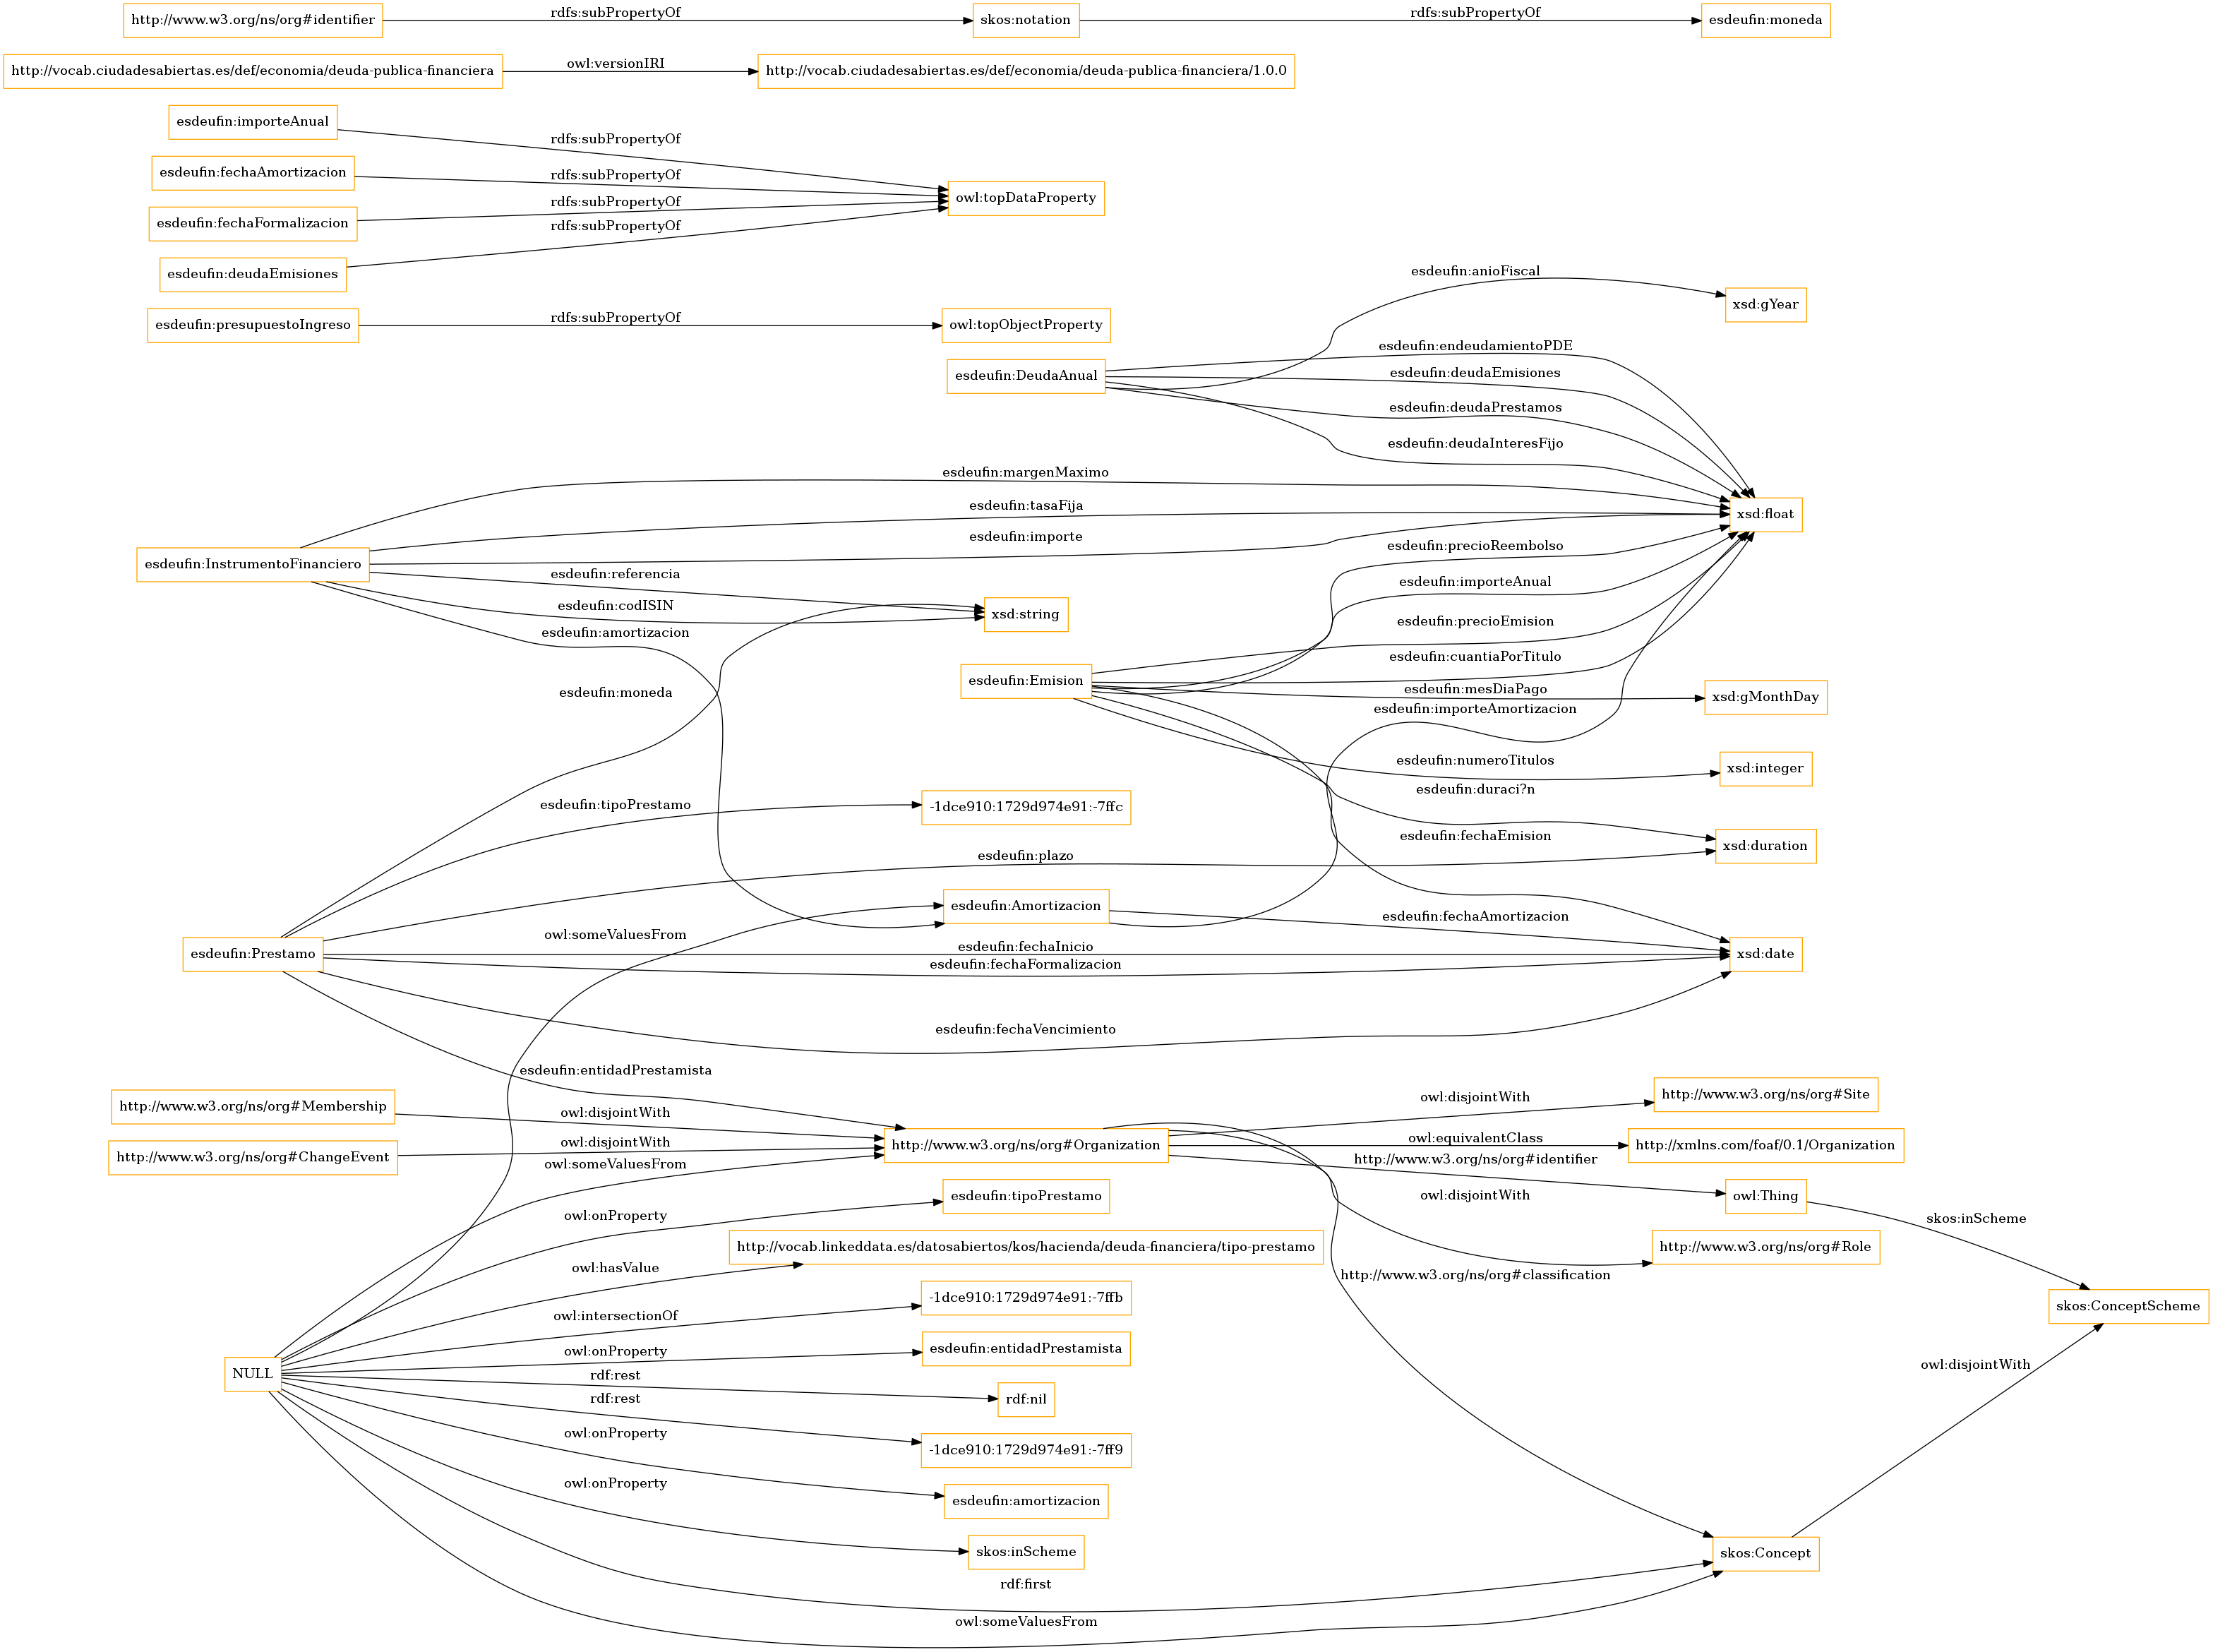 http://www.w3.org/ns/org#identifier
rdfs:subPropertyOf
skos:notation
rdfs:subPropertyOf
esdeufin:moneda
http://vocab.ciudadesabiertas.es/def/economia/deuda-publica-financiera
owl:versionIRI
http://vocab.ciudadesabiertas.es/def/economia/deuda-publica-financiera/1.0.0
esdeufin:importeAnual
rdfs:subPropertyOf
esdeufin:fechaAmortizacion
rdfs:subPropertyOf
esdeufin:fechaFormalizacion
rdfs:subPropertyOf
esdeufin:deudaEmisiones
rdfs:subPropertyOf
owl:topDataProperty
esdeufin:presupuestoIngreso
rdfs:subPropertyOf
owl:topObjectProperty
esdeufin:DeudaAnual
esdeufin:anioFiscal
xsd:gYear
esdeufin:endeudamientoPDE
esdeufin:deudaEmisiones
esdeufin:deudaPrestamos
esdeufin:deudaInteresFijo
xsd:float
esdeufin:InstrumentoFinanciero
esdeufin:margenMaximo
esdeufin:tasaFija
esdeufin:importe
esdeufin:referencia
esdeufin:codISIN
esdeufin:amortizacion
xsd:string
esdeufin:Emision
esdeufin:precioReembolso
esdeufin:importeAnual
esdeufin:precioEmision
esdeufin:cuantiaPorTitulo
esdeufin:mesDiaPago
xsd:gMonthDay
esdeufin:importeAmortizacion
esdeufin:numeroTitulos
xsd:integer
esdeufin:duraci?n
xsd:duration
esdeufin:fechaEmision
esdeufin:Prestamo
esdeufin:moneda
esdeufin:tipoPrestamo
-1dce910:1729d974e91:-7ffc
esdeufin:plazo
esdeufin:Amortizacion
esdeufin:fechaAmortizacion
xsd:date
esdeufin:fechaInicio
esdeufin:fechaFormalizacion
esdeufin:fechaVencimiento
esdeufin:entidadPrestamista
http://www.w3.org/ns/org#Membership
owl:disjointWith
http://www.w3.org/ns/org#ChangeEvent
owl:disjointWith
http://www.w3.org/ns/org#Organization
owl:disjointWith
http://www.w3.org/ns/org#Site
owl:equivalentClass
http://xmlns.com/foaf/0.1/Organization
http://www.w3.org/ns/org#identifier
owl:Thing
owl:disjointWith
http://www.w3.org/ns/org#Role
http://www.w3.org/ns/org#classification
skos:inScheme
skos:ConceptScheme
owl:disjointWith
skos:Concept
NULL
owl:someValuesFrom
owl:someValuesFrom
owl:onProperty
esdeufin:tipoPrestamo
owl:hasValue
http://vocab.linkeddata.es/datosabiertos/kos/hacienda/deuda-financiera/tipo-prestamo
owl:intersectionOf
-1dce910:1729d974e91:-7ffb
owl:onProperty
esdeufin:entidadPrestamista
rdf:rest
rdf:nil
rdf:rest
-1dce910:1729d974e91:-7ff9
owl:onProperty
esdeufin:amortizacion
owl:onProperty
skos:inScheme
rdf:first
owl:someValuesFrom